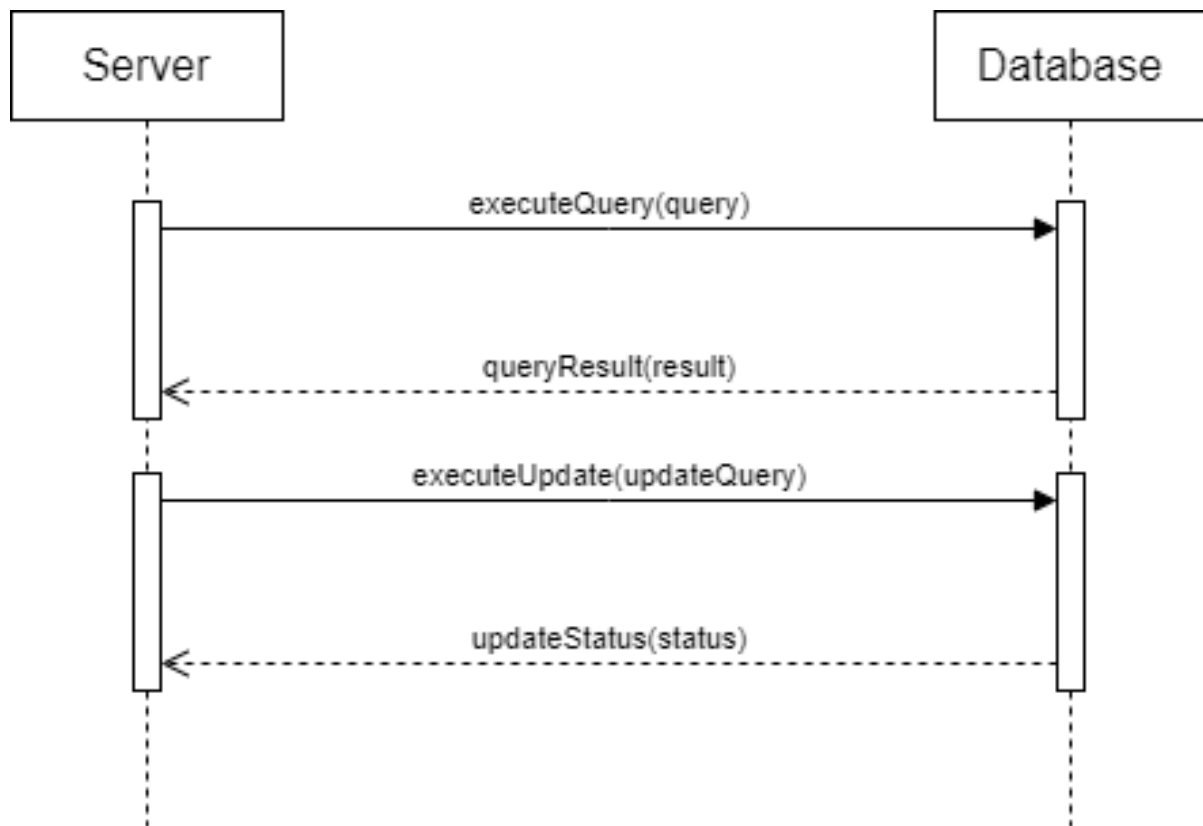 Server
Database
executeQuery(query)
queryResult(result)
executeUpdate(updateQuery)
updateStatus(status)